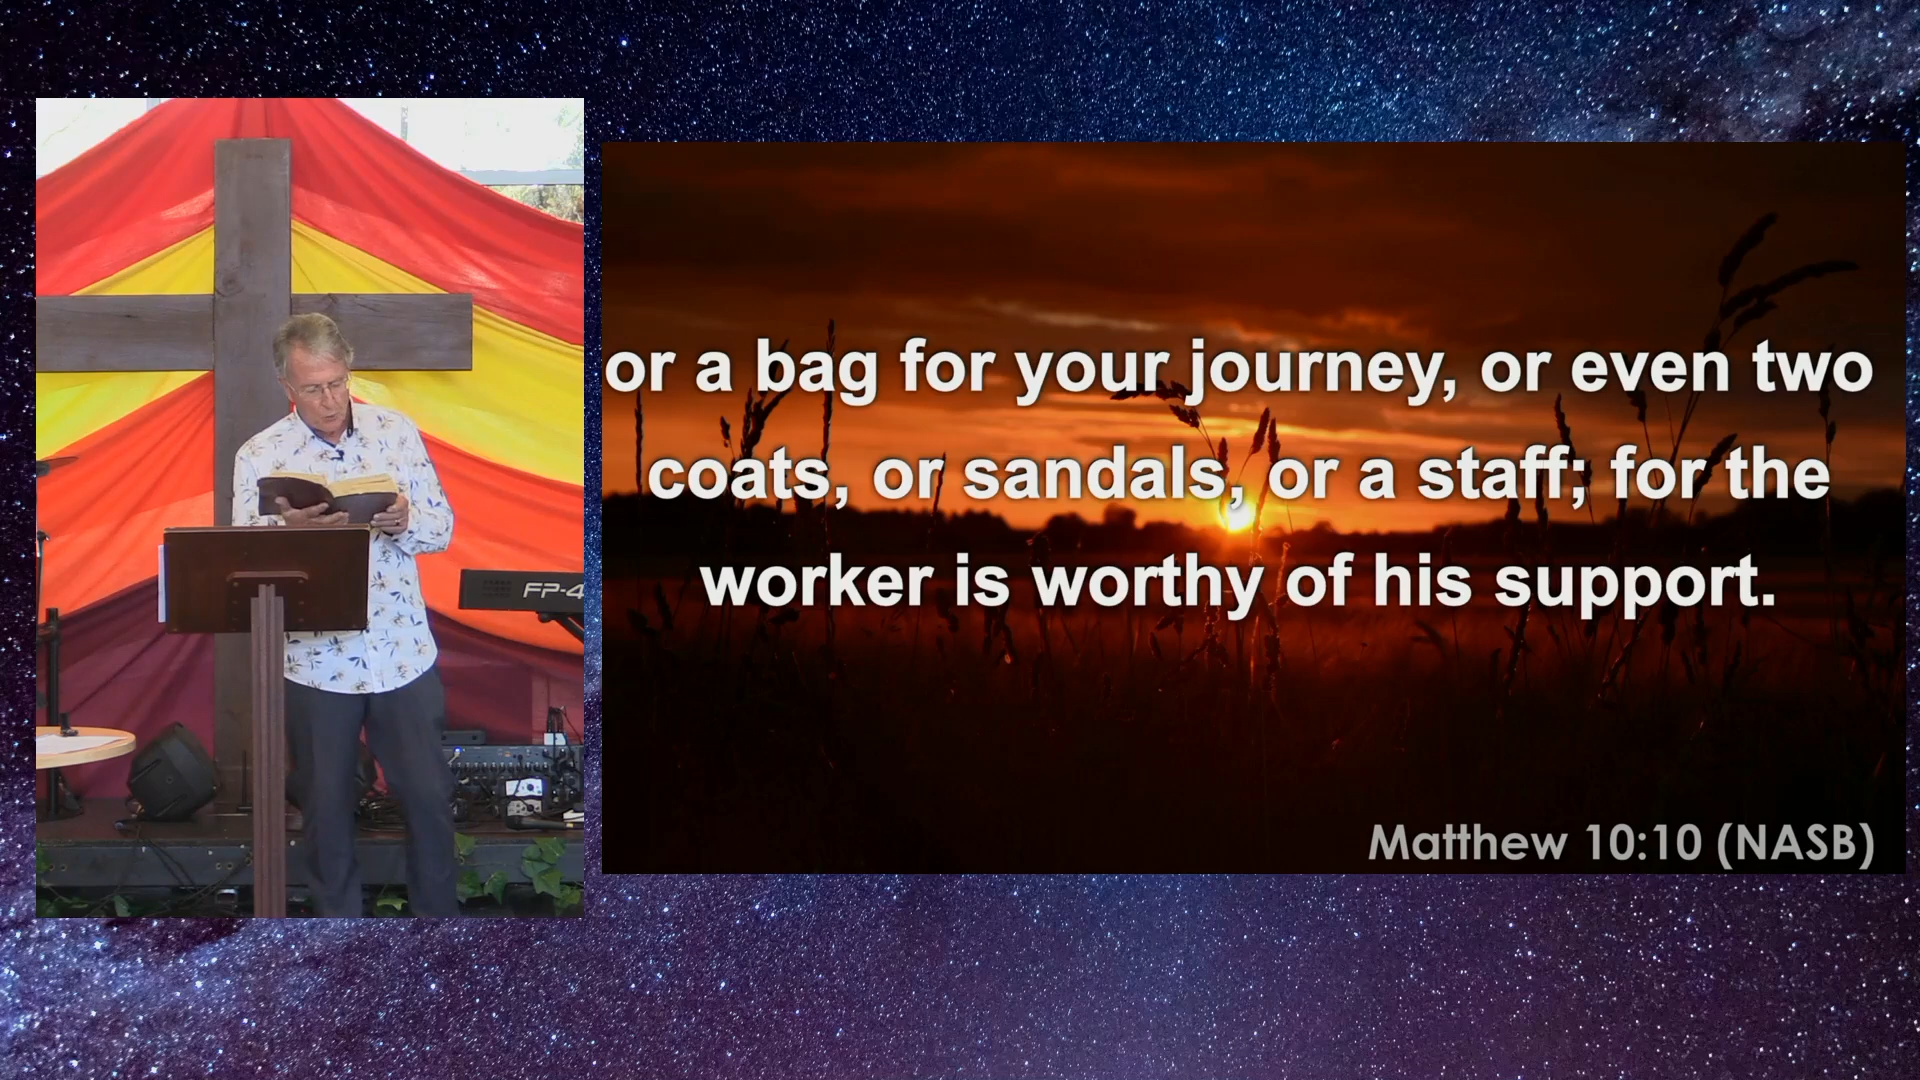 or a bag for your journey, or even two
coats, or sandals, or a staff; for the
worker is worthy of his support.
Matthew 10:10 (NASB)
FP-4